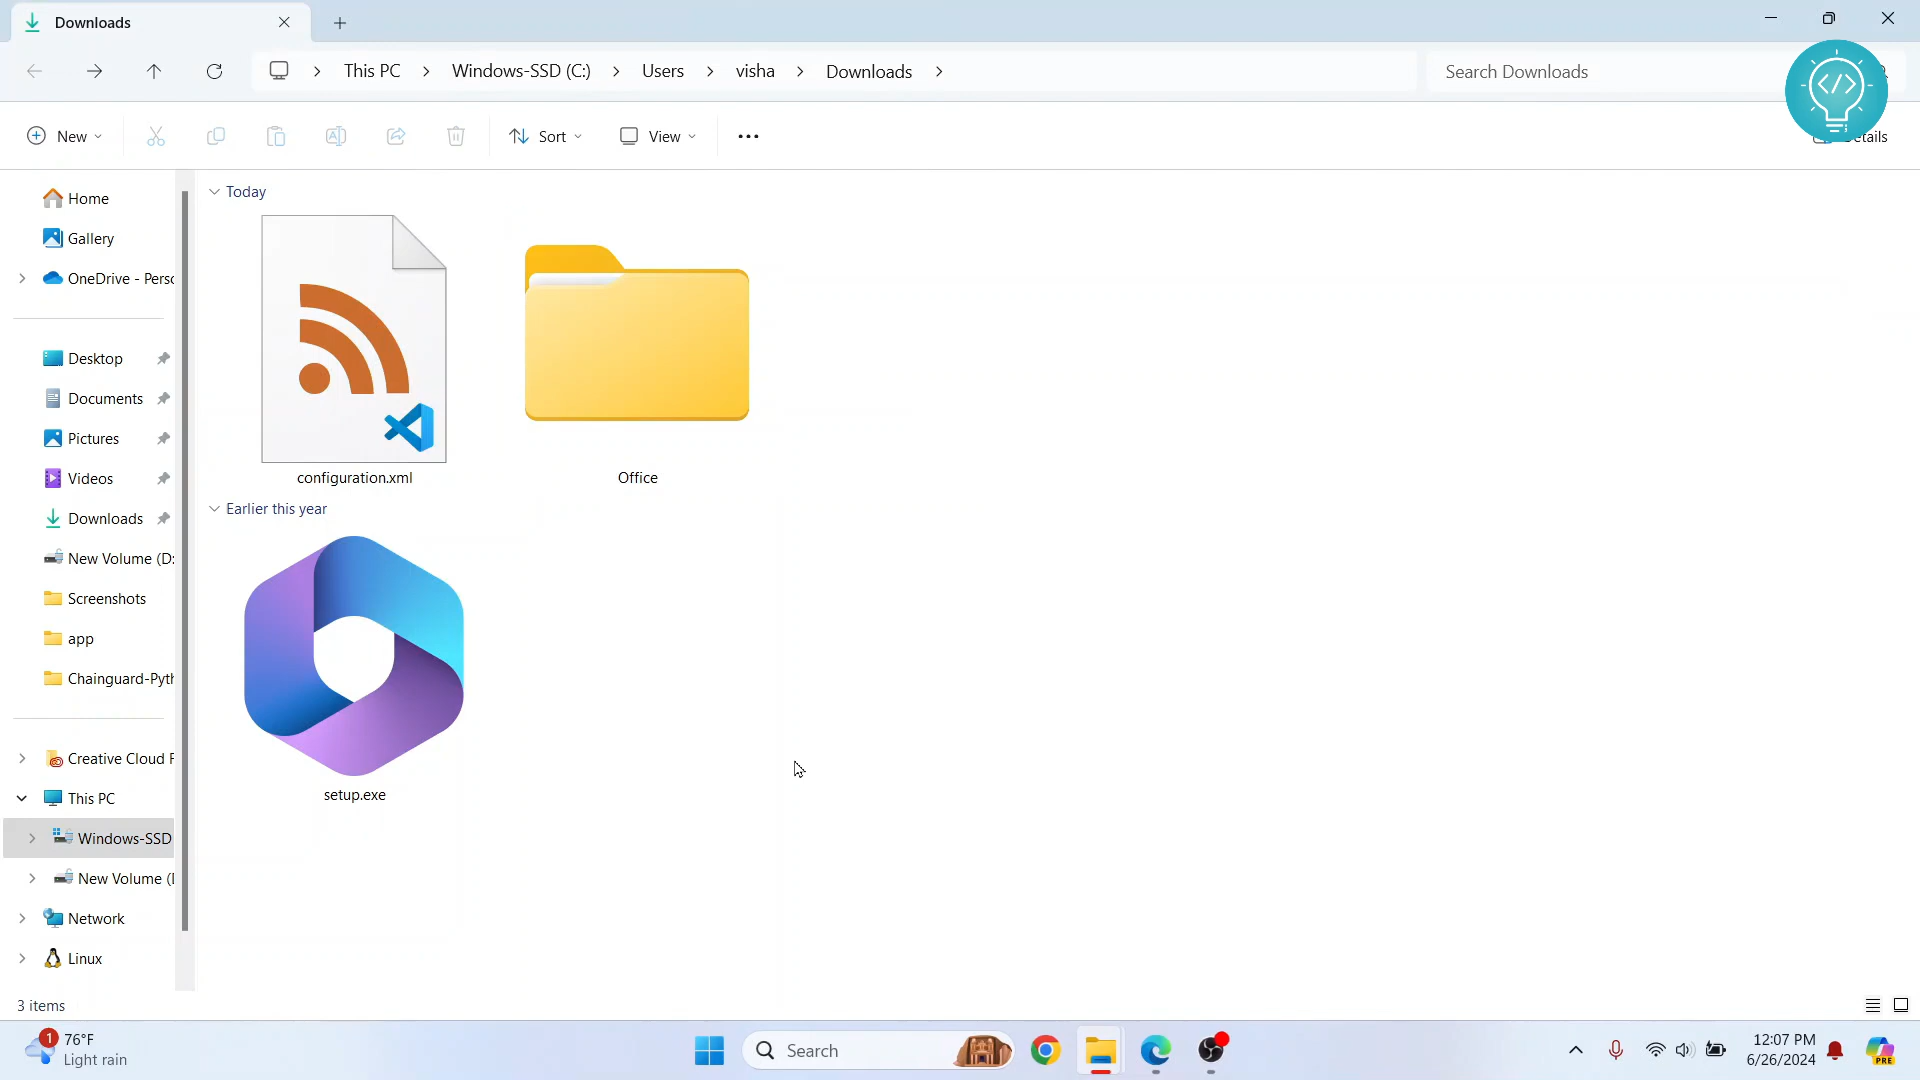 Downloads
This PC
Windows-SSD (C:)
Users
visha
Downloads
Search Downloads
New
Sort
View
</>
Home
Gallery
OneDrive - Perso
Desktop
Documents
Pictures
Videos
Downloads
New Volume (D:
Screenshots
app
Chainguard-Pyth
Creative Cloud F
This PC
Windows-SSD
New Volume (
Network
Linux
Today
configuration.xml
Office
Earlier this year
setup.exe
3 items
1
76°F
Light rain
Search
12:07 PM
6/26/2024
PRE